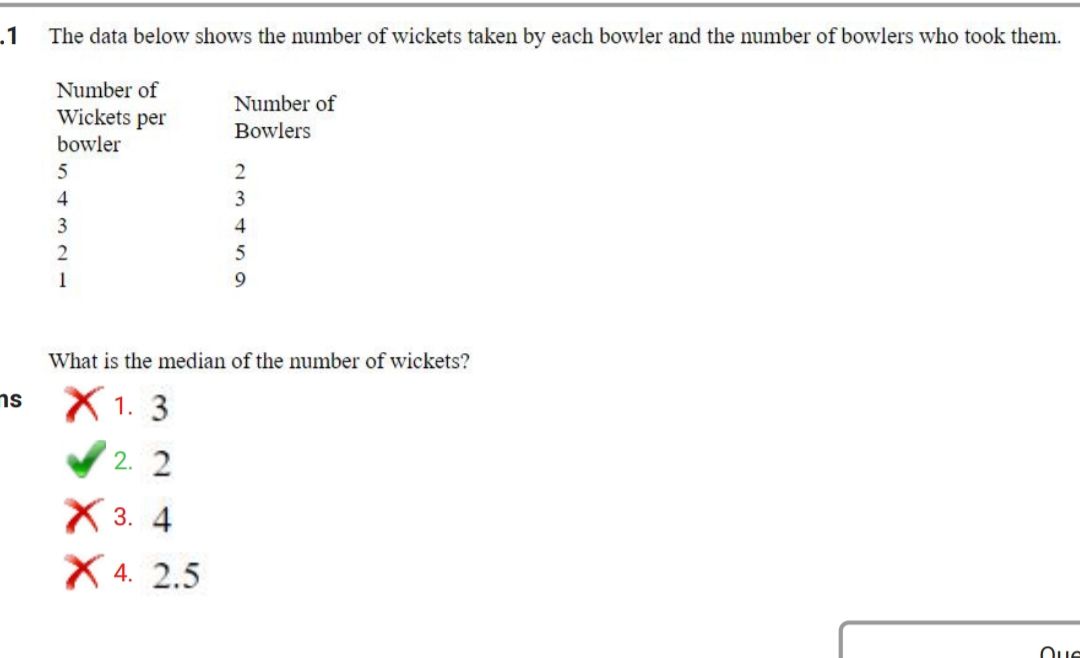 .1 The data below shows the number of wickets taken by each bowler and the number of bowlers who took them.
Number of
Wickets per
bowler
Number of
Bowlers
5 2
4 3
3 4
2 5
1 9
What is the median of the number of wickets?
ns 1. 3
2. 2
3. 4
4. 2.5